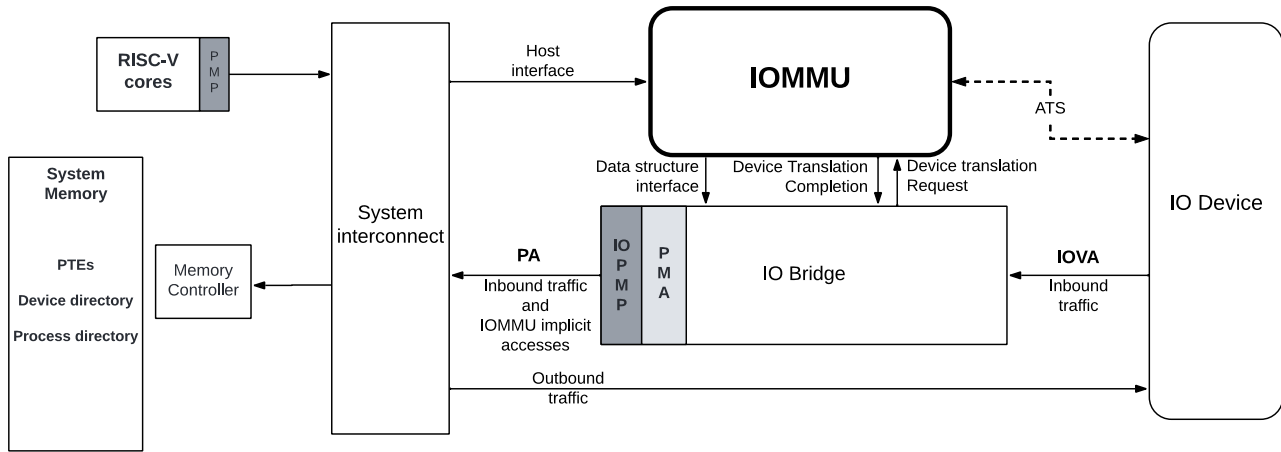 RISC-V
cores
P
M
P
System
Memory
PTEs
Device directory
Process directory
Memory
Controller
System
interconnect
Host
interface
IOMMU
ATS
Data structure
interface
Device Translation
Completion
Device translation
Request
IO
P
M
P
P
M
A
IO Bridge
PA
Inbound traffic
and
IOMMU implicit
accesses
IOVA
Inbound
traffic
IO Device
Outbound
traffic